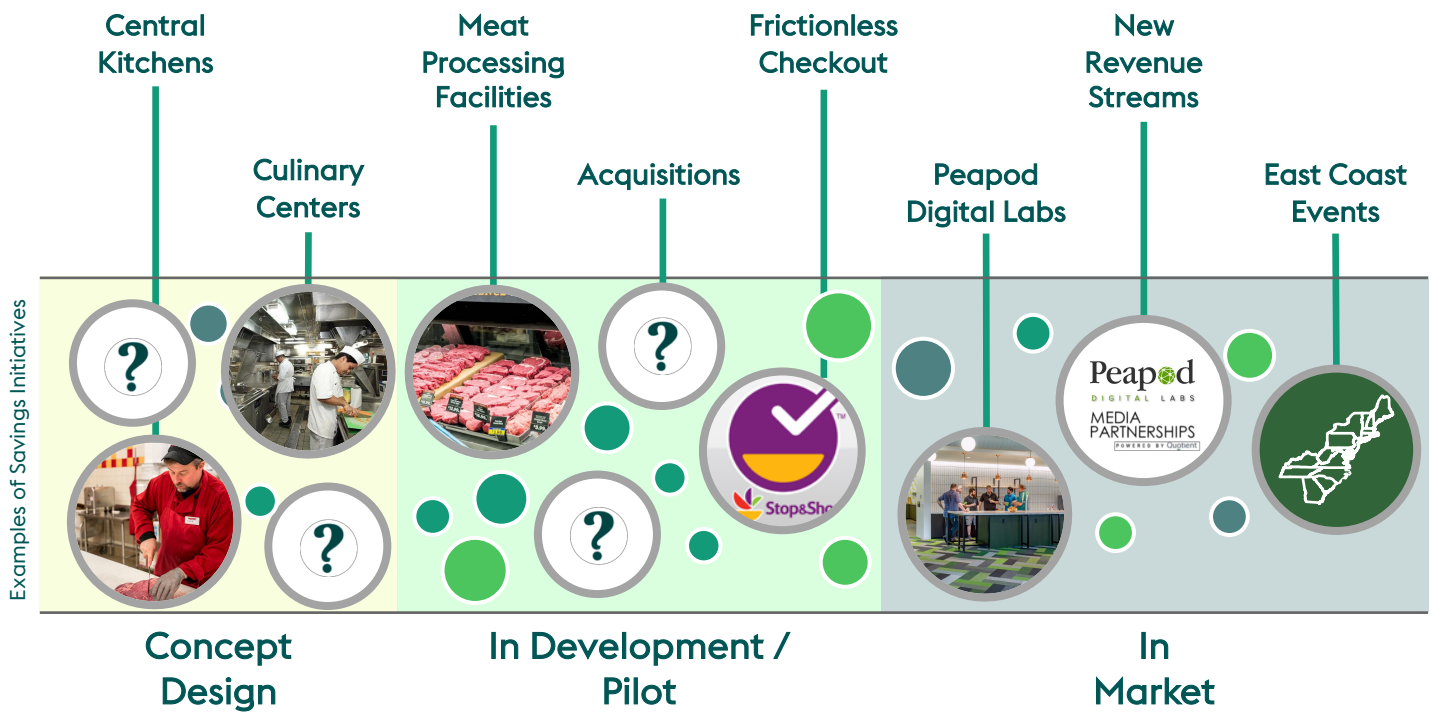 Central
Kitchens
Meat
Processing
Facilities
Frictionless
Checkout
New
Revenue
Streams
Culinary
Centers
Acquisitions
Peapod
Digital Labs
East Coast
Events
Examples of Savings Initiatives
?
?
?
?
™
Stop&Sho
Peapod
DIGITAL LABS
MEDIA
PARTNERSHIPS
POWERED BY Quotient
Concept
Design
In Development /
Pilot
In
Market